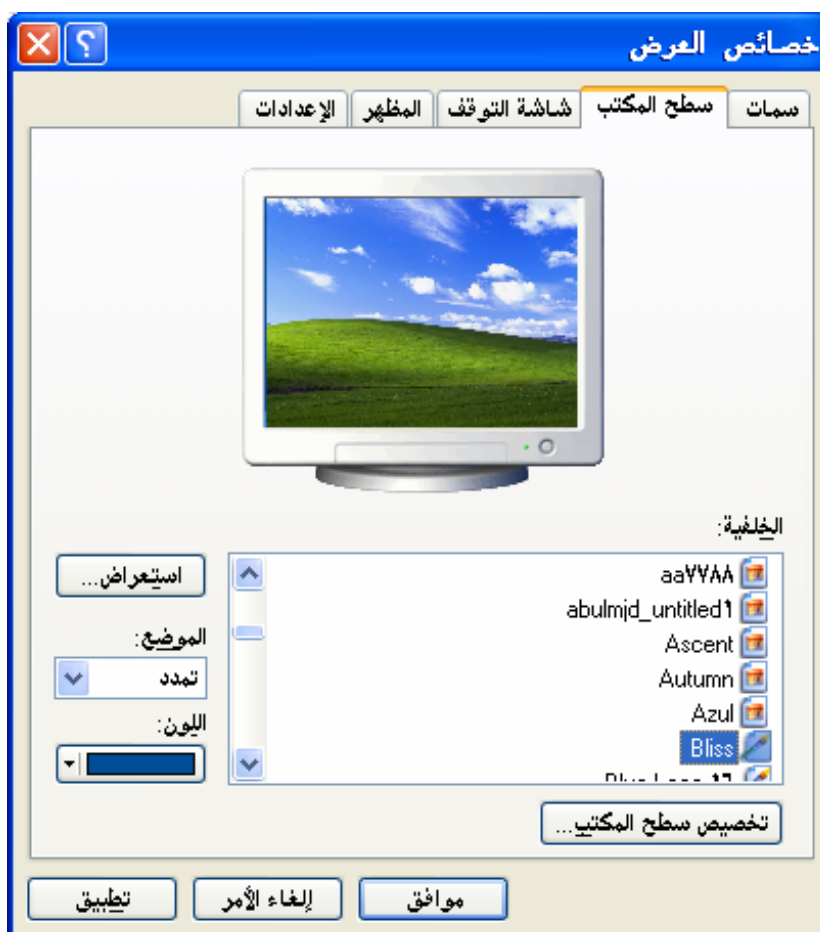 خصائص العرض
سمات
سطح المكتب
شاشة التوقف
المظهر
الإعدادات
الخلفية:
aa٧٧٨٨
abulmjd_untitled٦
Ascent
Autumn
Azul
Bliss
استعراض...
الموضع:
تمدد
اللون:
تخصيص سطح المكتب...
موافق
إلغاء الأمر
تطبيق